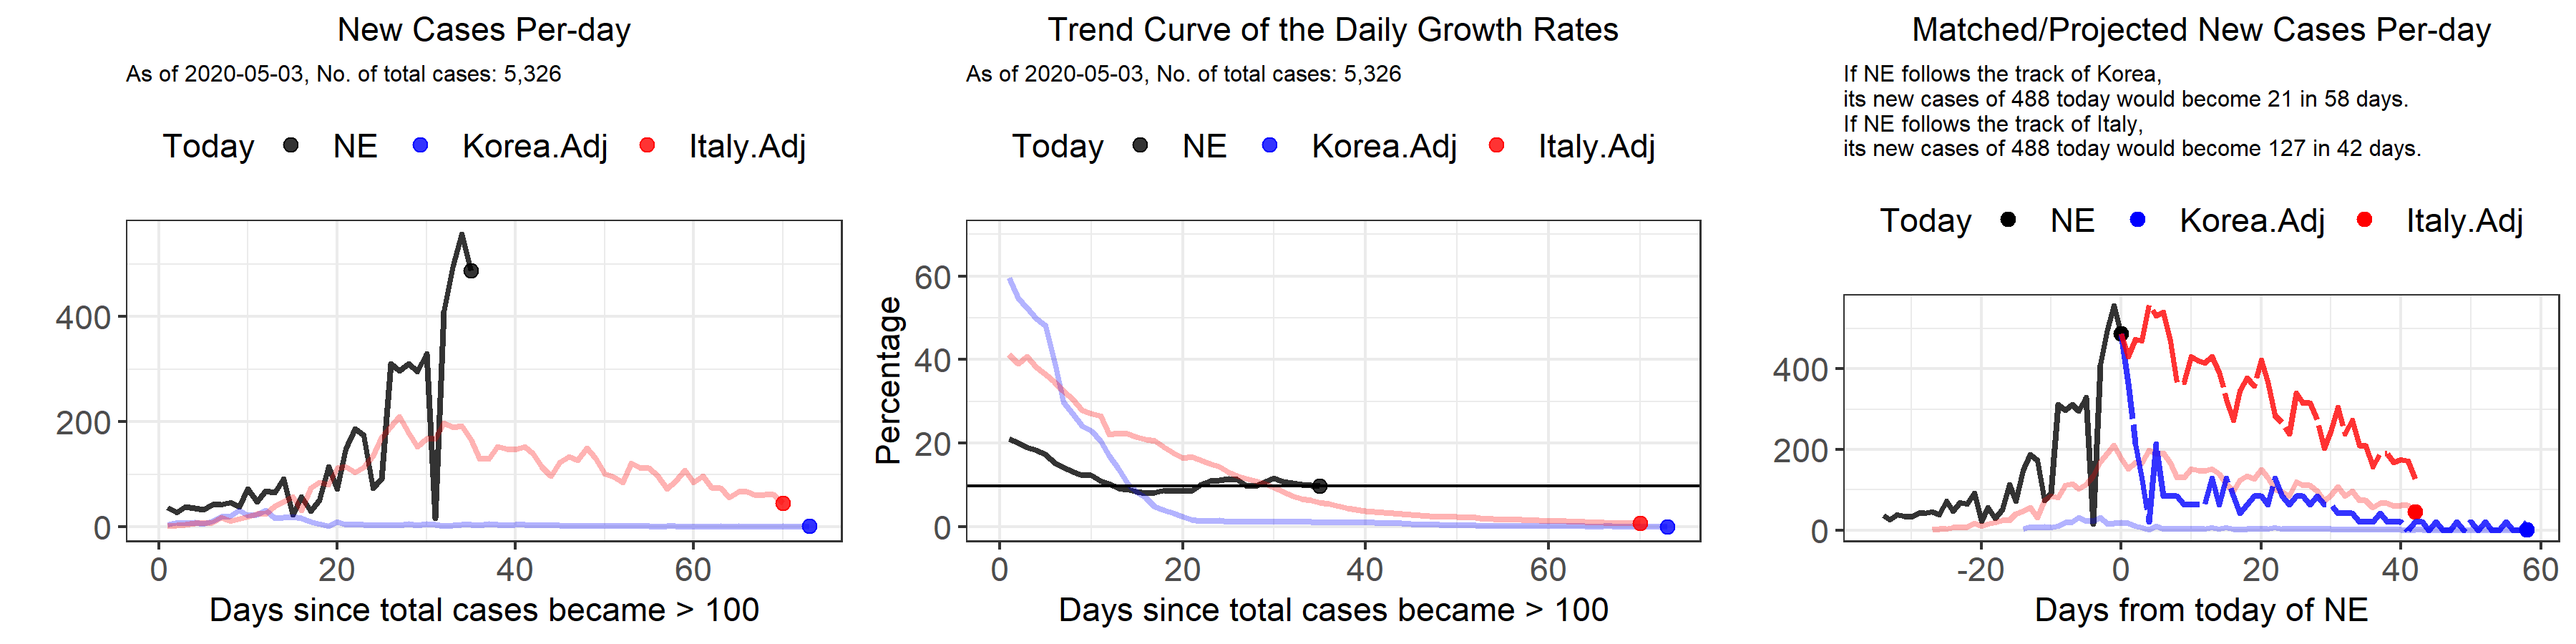 New Cases Per-day
As of 2020-05-03, No. of total cases: 5,326
Today NE Korea.Adj Italy.Adj
400
200
0
0 20 40 60
Days since total cases became > 100
Trend Curve of the Daily Growth Rates
As of 2020-05-03, No. of total cases: 5,326
Today NE Korea.Adj Italy.Adj
Percentage
60
40
20
0
0 20 40 60
Days since total cases became > 100
Matched/Projected New Cases Per-day
If NE follows the track of Korea,
its new cases of 488 today would become 21 in 58 days.
If NE follows the track of Italy,
its new cases of 488 today would become 127 in 42 days.
Today NE Korea.Adj Italy.Adj
400
200
0
-20 0 20 40 60
Days from today of NE